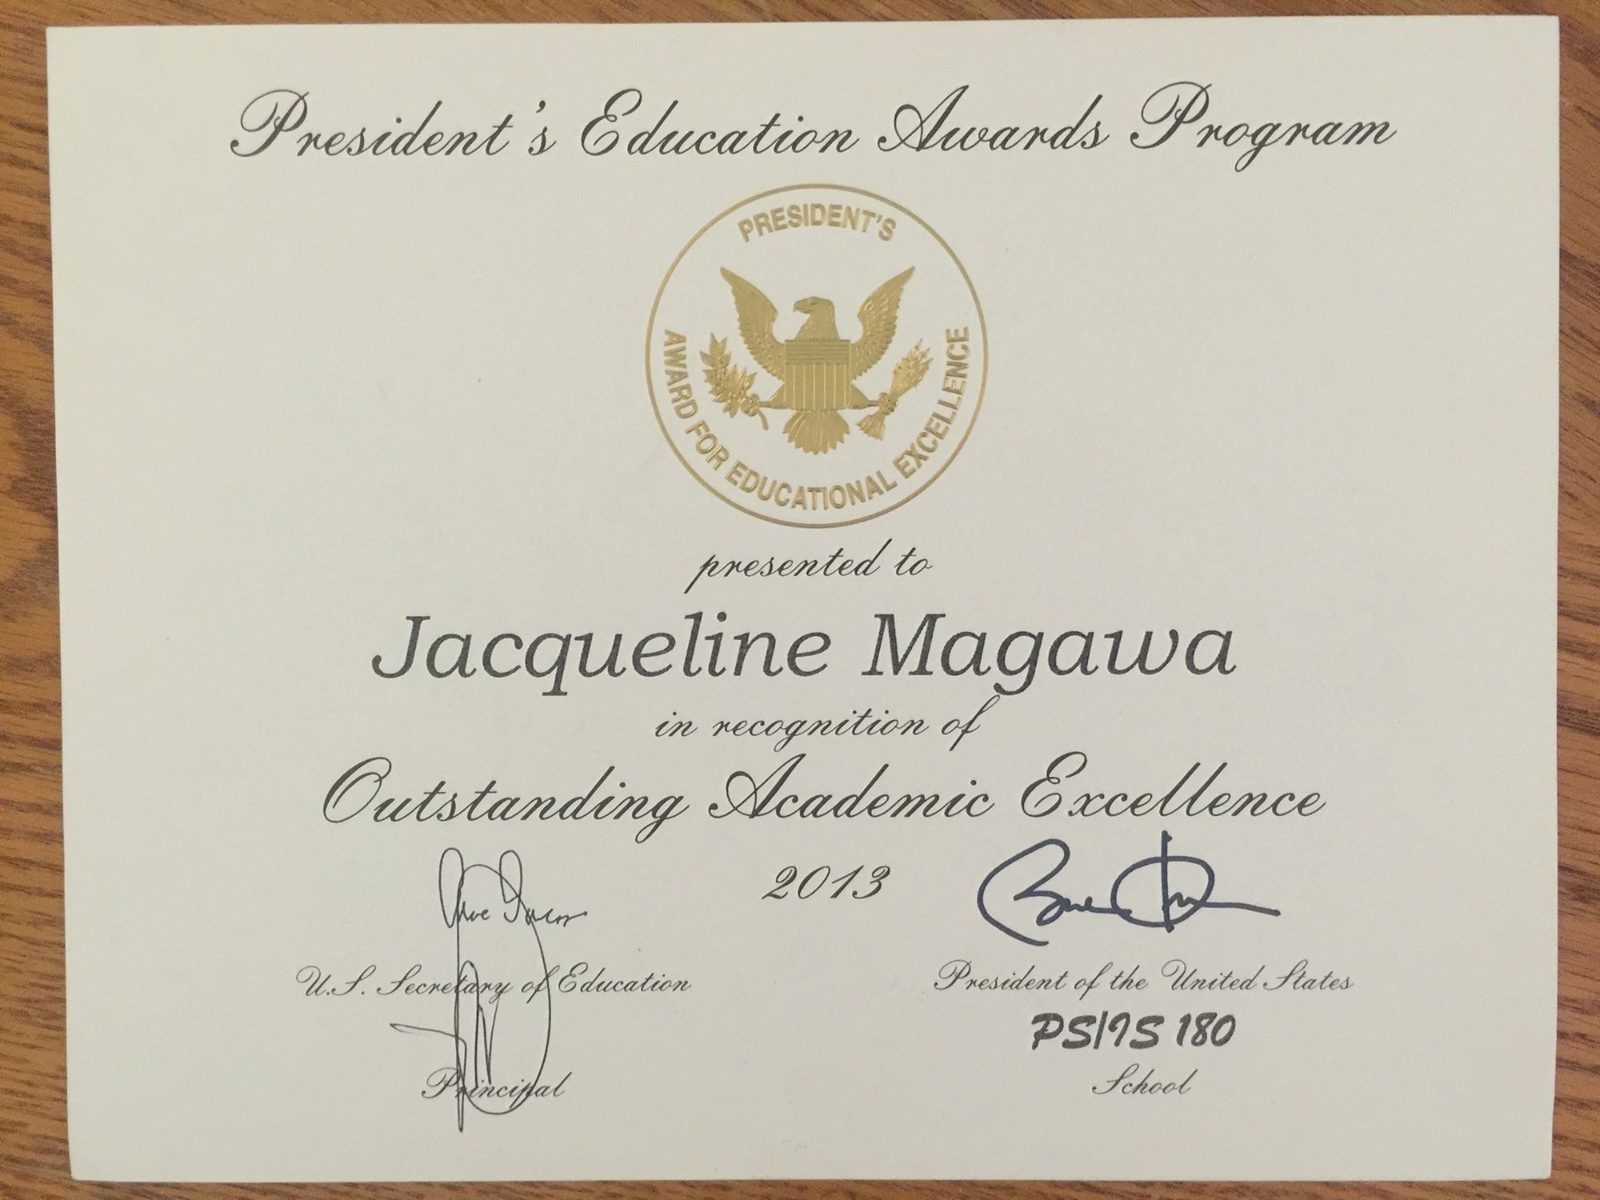 President's Education Awards Program
PRESIDENT'S
AWARD FOR EDUCATIONAL EXCELLENCE
presented to
Jacqueline Magawa
in recognition of
Outstanding Academic Excellence
2013
U.S. Secretary of Education
President of the United States
PS/IS 180
Principal
School